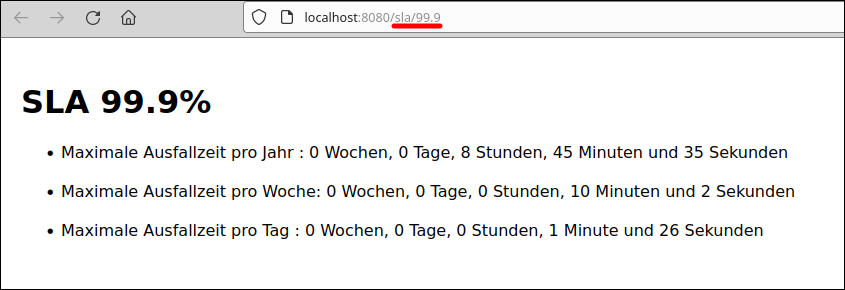 localhost:8080/sla/99.9
SLA 99.9%
• Maximale Ausfallzeit pro Jahr : 0 Wochen, 0 Tage, 8 Stunden, 45 Minuten und 35 Sekunden
• Maximale Ausfallzeit pro Woche: 0 Wochen, 0 Tage, 0 Stunden, 10 Minuten und 2 Sekunden
• Maximale Ausfallzeit pro Tag : 0 Wochen, 0 Tage, 0 Stunden, 1 Minute und 26 Sekunden